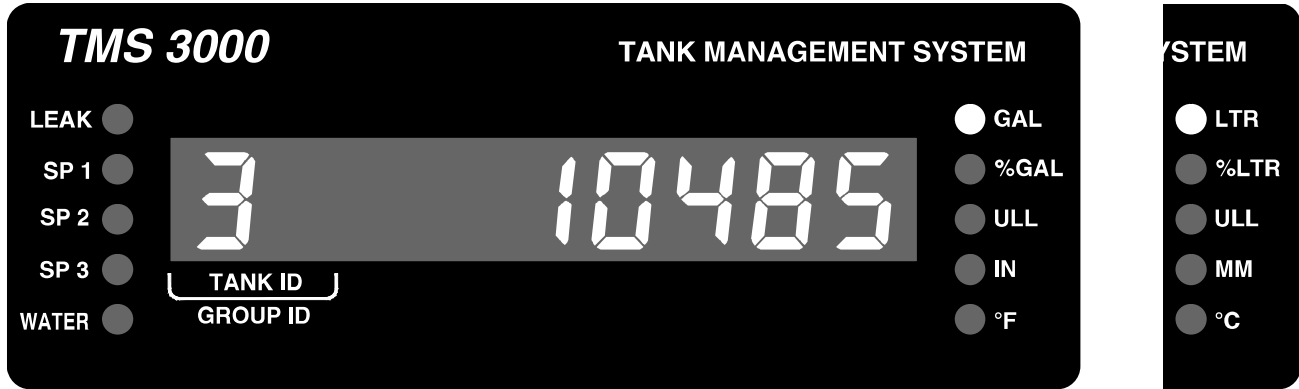 TMS 3000
TANK MANAGEMENT SYSTEM
YSTEM
LEAK
GAL
LTR
SP 1
%GAL
%LTR
3 10485
SP 2
ULL
ULL
SP 3
IN
MM
TANK ID
GROUP ID
WATER
°F
°C